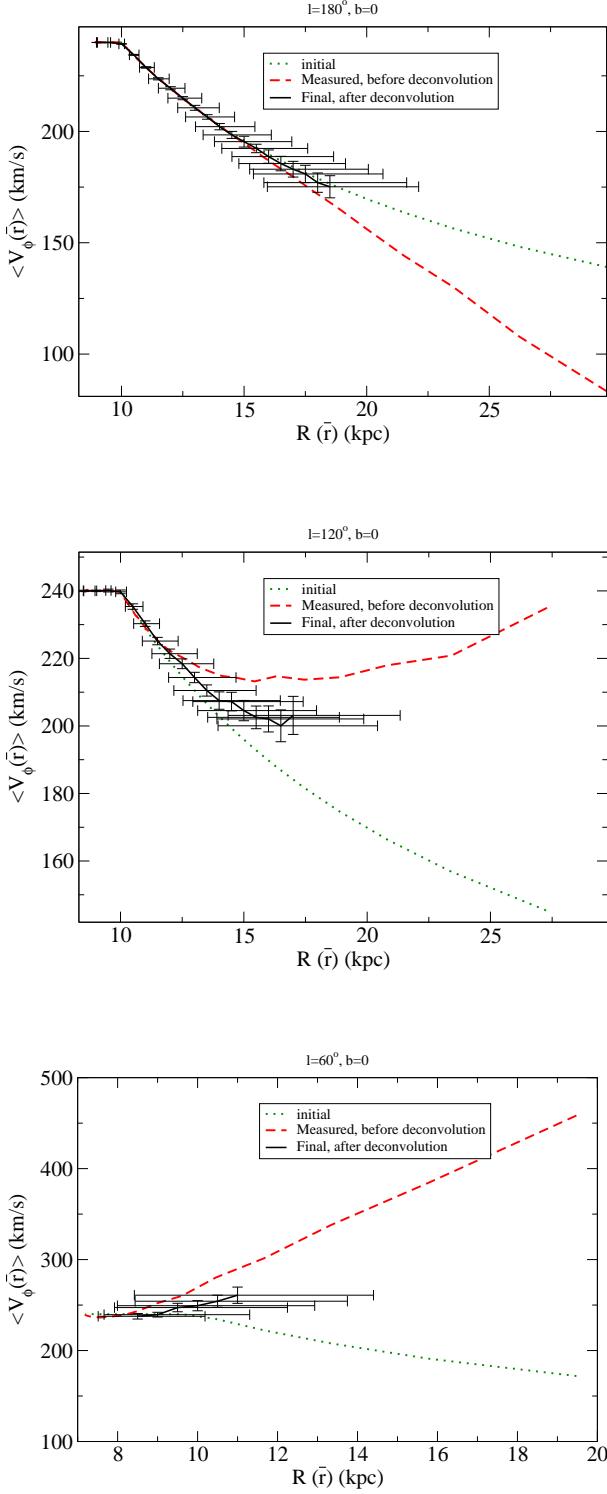 l=180°, b=0
initial
Measured, before deconvolution
Final, after deconvolution
200
100
<V_ϕ(r̄)> (km/s)
10 15 20 25
R (r̄) (kpc)
l=120°, b=0
initial
Measured, before deconvolution
Final, after deconvolution
240
220
200
180
160
<V_ϕ(r̄)> (km/s)
10 15 20 25
R (r̄) (kpc)
l=60°, b=0
initial
Measured, before deconvolution
Final, after deconvolution
500
400
300
200
100
<V_ϕ(r̄)> (km/s)
8 10 12 14 16 18 20
R (r̄) (kpc)